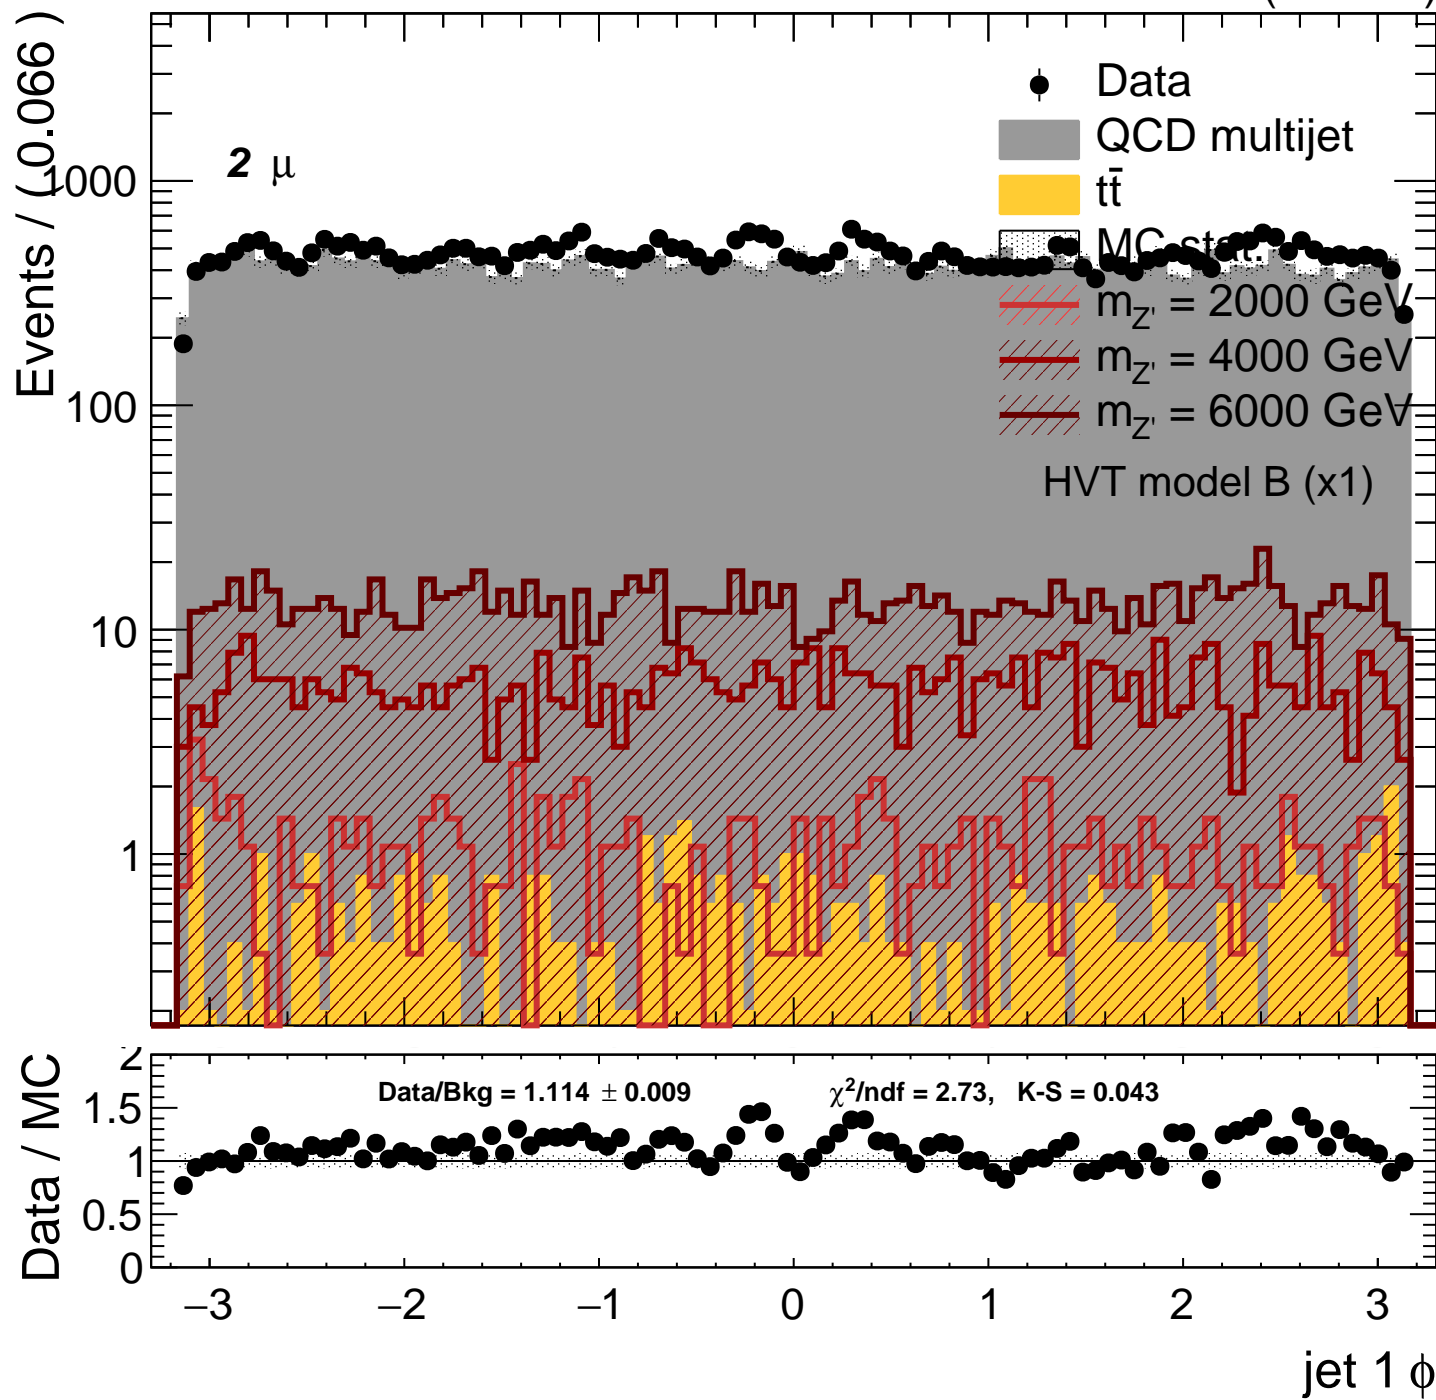 Events / ( 0.066 )
2 μ
Data
QCD multijet
tt̄
MC stat.
m_Z' = 2000 GeV
m_Z' = 4000 GeV
m_Z' = 6000 GeV
HVT model B (x1)
1000
100
10
1
Data / MC
Data/Bkg = 1.114 ± 0.009
χ²/ndf = 2.73, K-S = 0.043
2
1.5
1
0.5
0
−3 −2 −1 0 1 2 3
jet 1 ϕ